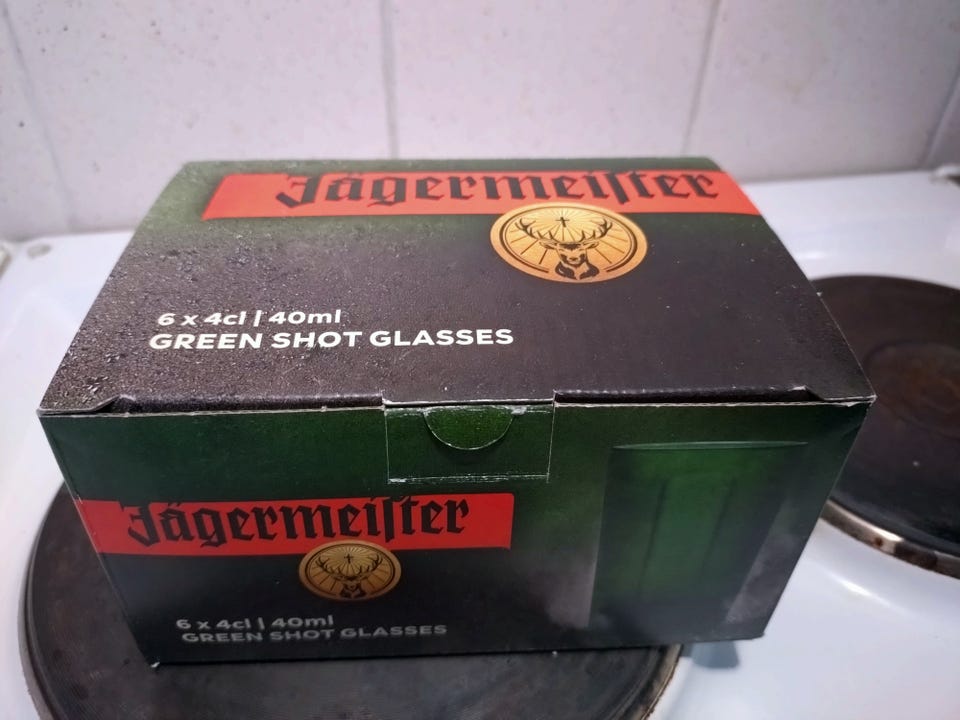 Jägermeiſter
6 x 4cl | 40ml
GREEN SHOT GLASSES
Jägermeiſter
6 x 4cl | 40ml
GREEN SHOT GLASSES